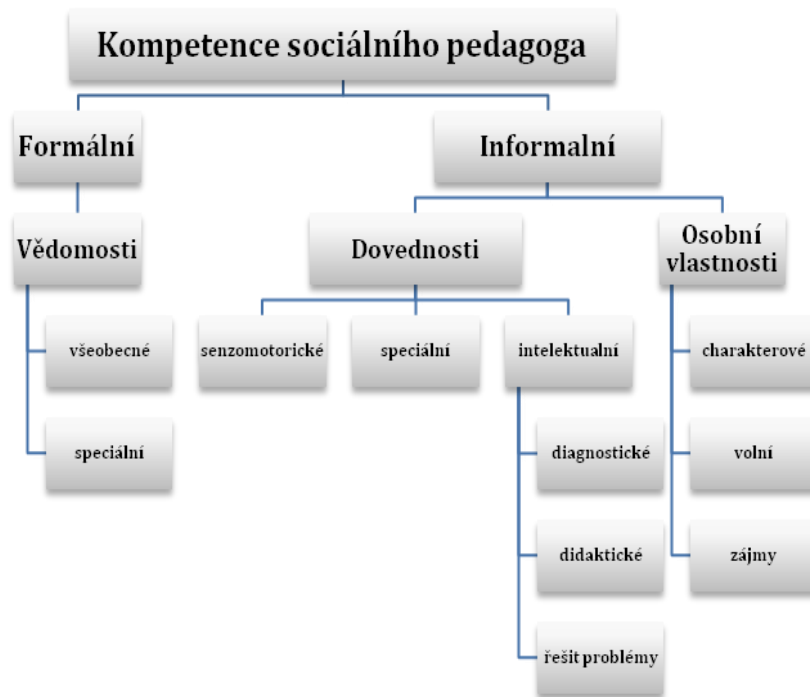 Kompetence sociálního pedagoga
Formální
Informalní
Vědomosti
Dovednosti
Osobní
vlastnosti
všeobecné
senzomotorické
speciální
intelektualní
charakterové
speciální
diagnostické
volní
didaktické
zájmy
řešit problémy